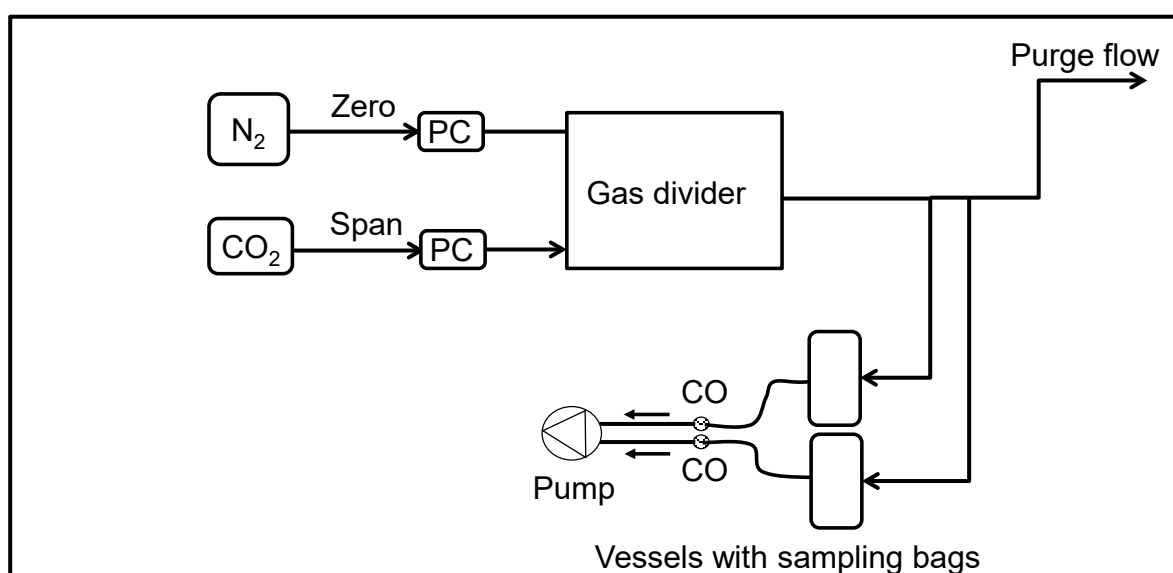 Purge flow
Zero
N₂
PC
Gas divider
Span
CO₂
PC
CO
CO
Pump
Vessels with sampling bags